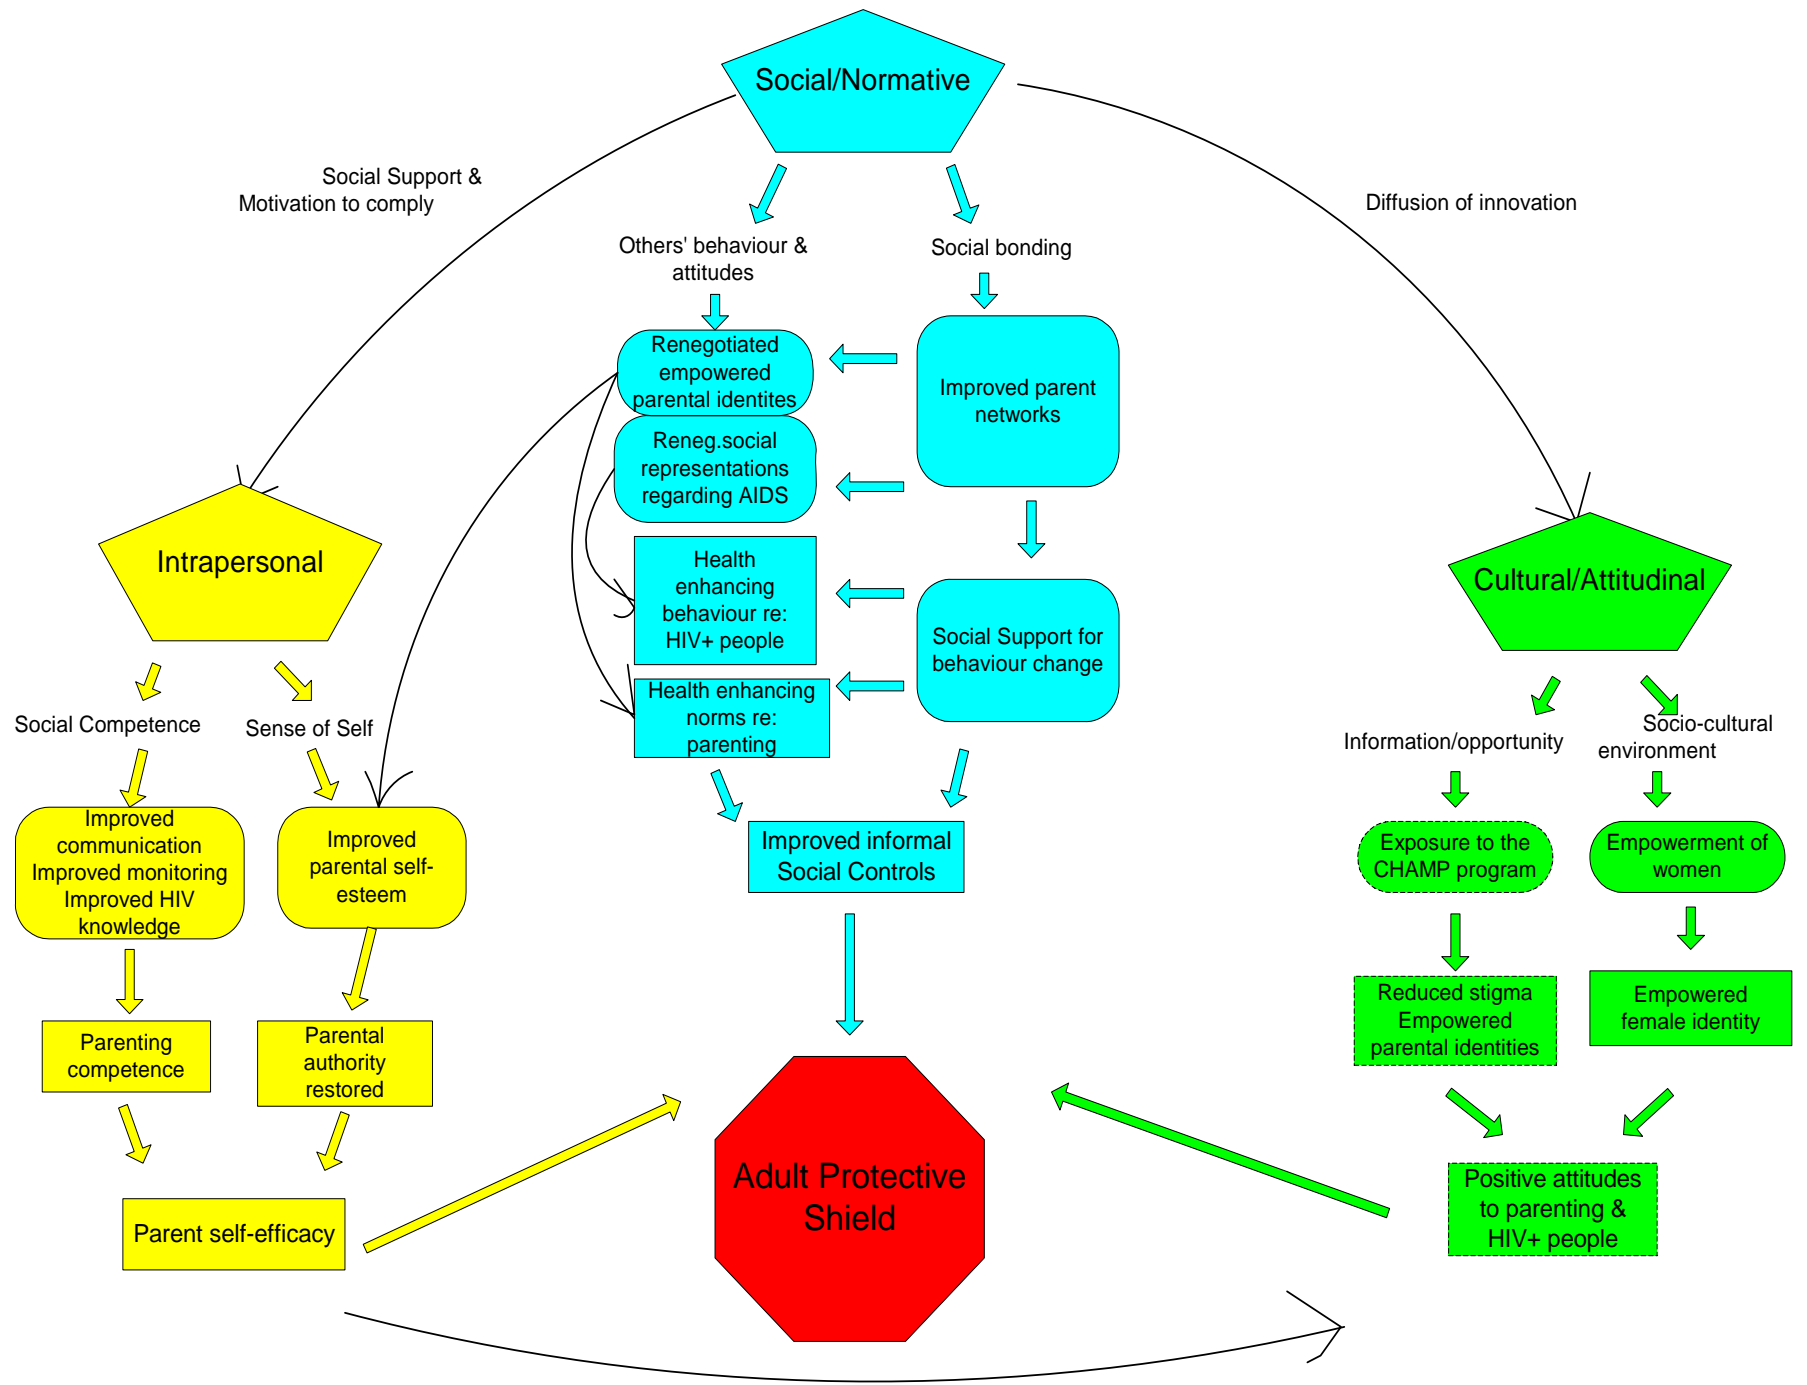 Social/Normative
Social Support &
Motivation to comply
Diffusion of innovation
Others' behaviour &
attitudes
Social bonding
Renegotiated
empowered
parental identites
Reneg.social
representations
regarding AIDS
Improved parent
networks
Health
enhancing
behaviour re:
HIV+ people
Social Support for
behaviour change
Health enhancing
norms re:
parenting
Improved informal
Social Controls
Intrapersonal
Social Competence
Sense of Self
Improved
communication
Improved monitoring
Improved HIV
knowledge
Improved
parental self-
esteem
Parenting
competence
Parental
authority
restored
Parent self-efficacy
Cultural/Attitudinal
Information/opportunity
Socio-cultural
environment
Exposure to the
CHAMP program
Empowerment of
women
Reduced stigma
Empowered
parental identities
Empowered
female identity
Positive attitudes
to parenting &
HIV+ people
Adult Protective
Shield